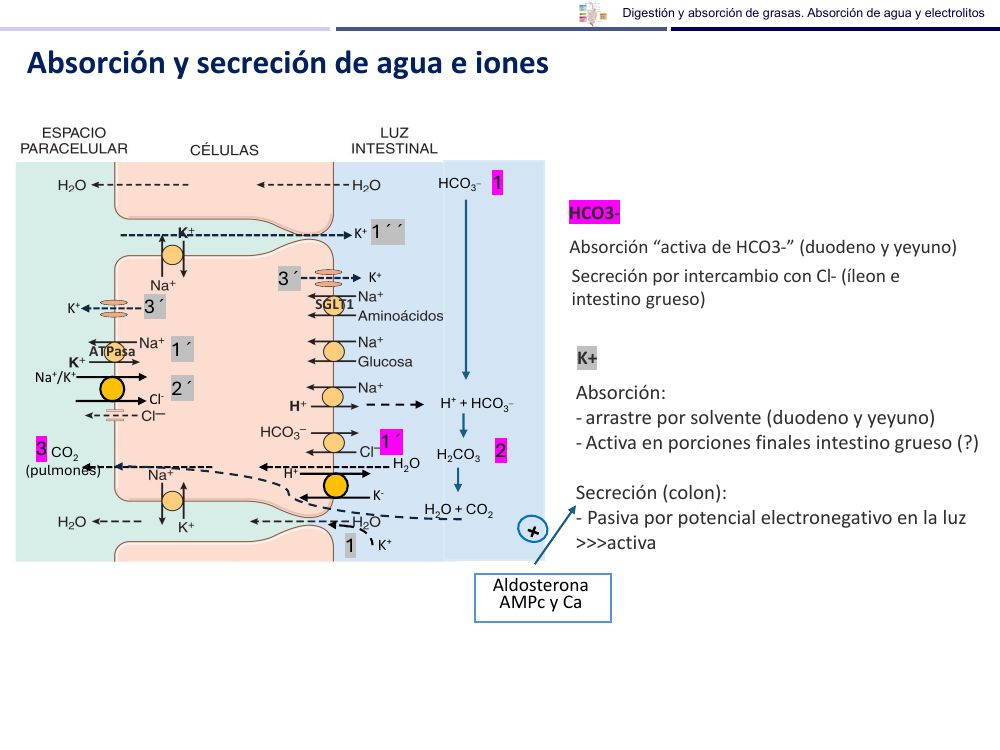 Digestión y absorción de grasas. Absorción de agua y electrolitos
Absorción y secreción de agua e iones
ESPACIO
PARACELULAR
CÉLULAS
LUZ
INTESTINAL
H₂O
H₂O
HCO₃⁻ 1
K⁺
K⁺ 1´´
Na⁺
3´
K⁺
K⁺
3´
Na⁺
SGLT1
Aminoácidos
Na⁺
1´
ATPasa
K⁺
Na⁺
Glucosa
Na⁺/K⁺
2´
Cl⁻
Cl—
Na⁺
H⁺
H⁺ + HCO₃⁻
HCO₃⁻
1´
Cl—
3 CO₂
(pulmones)
H₂CO₃ 2
H₂O
Na⁺
H⁺
K⁻
H₂O + CO₂
H₂O
K⁺
H₂O
1
K⁺
HCO3-
Absorción “activa de HCO3-” (duodeno y yeyuno)
Secreción por intercambio con Cl- (íleon e
intestino grueso)
K+
Absorción:
- arrastre por solvente (duodeno y yeyuno)
- Activa en porciones finales intestino grueso (?)
Secreción (colon):
- Pasiva por potencial electronegativo en la luz
>>>activa
+
Aldosterona
AMPc y Ca